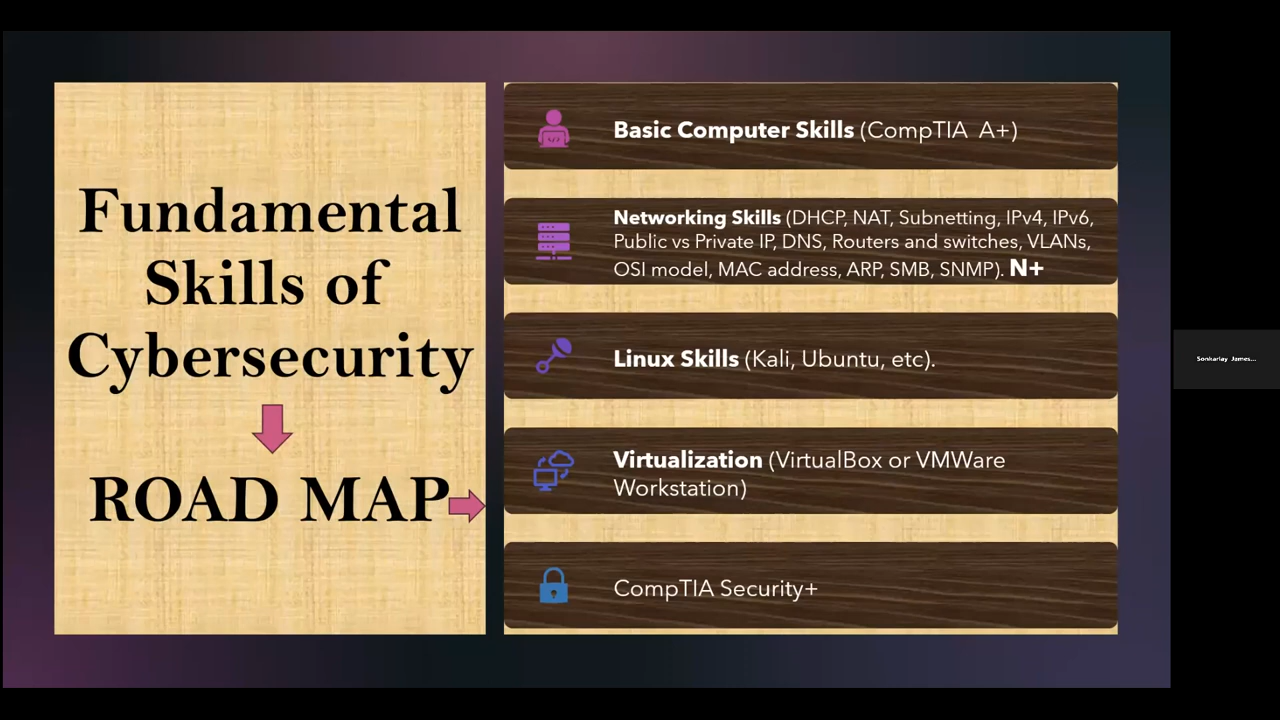 Fundamental
Skills of
Cybersecurity
ROAD MAP
Basic Computer Skills (CompTIA A+)
Networking Skills (DHCP, NAT, Subnetting, IPv4, IPv6,
Public vs Private IP, DNS, Routers and switches, VLANs,
OSI model, MAC address, ARP, SMB, SNMP). N+
Linux Skills (Kali, Ubuntu, etc).
Virtualization (VirtualBox or VMWare
Workstation)
CompTIA Security+
Sonkarlay James...